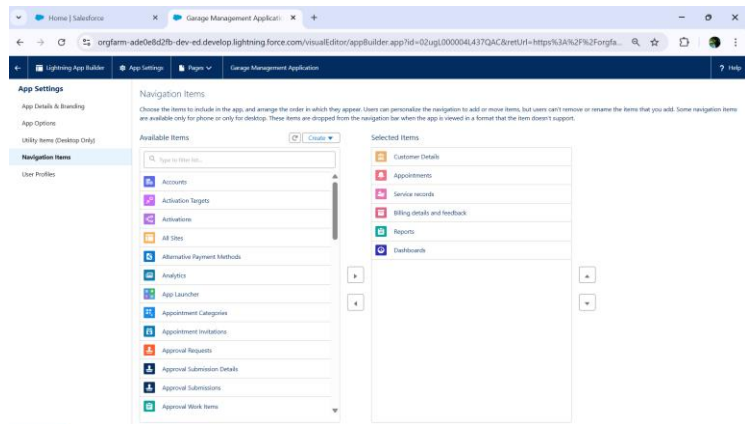 Home | Salesforce
Garage Management Applicati
orgfarm-ade0e8d2fb-dev-ed.develop.lightning.force.com/visualEditor/appBuilder.app?id=02ugL000004L437QAC&retUrl=https%3A%2F%2Forgfa...
Lightning App Builder
App Settings
Pages
Garage Management Application
? Help
App Settings
App Details & Branding
App Options
Utility Items (Desktop Only)
Navigation Items
User Profiles
Navigation Items
Choose the items to include in the app, and arrange the order in which they appear. Users can personalize the navigation to add or move items, but users can't remove or rename the items that you add. Some navigation items
are available only for phone or only for desktop. These items are dropped from the navigation bar when the app is viewed in a format that the item doesn't support.
Available Items
Create
Type to filter list...
Accounts
Activation Targets
Activations
All Sites
Alternative Payment Methods
Analytics
App Launcher
Appointment Categories
Appointment Invitations
Approval Requests
Approval Submission Details
Approval Submissions
Approval Work Items
Selected Items
Customer Details
Appointments
Service records
Billing details and feedback
Reports
Dashboards